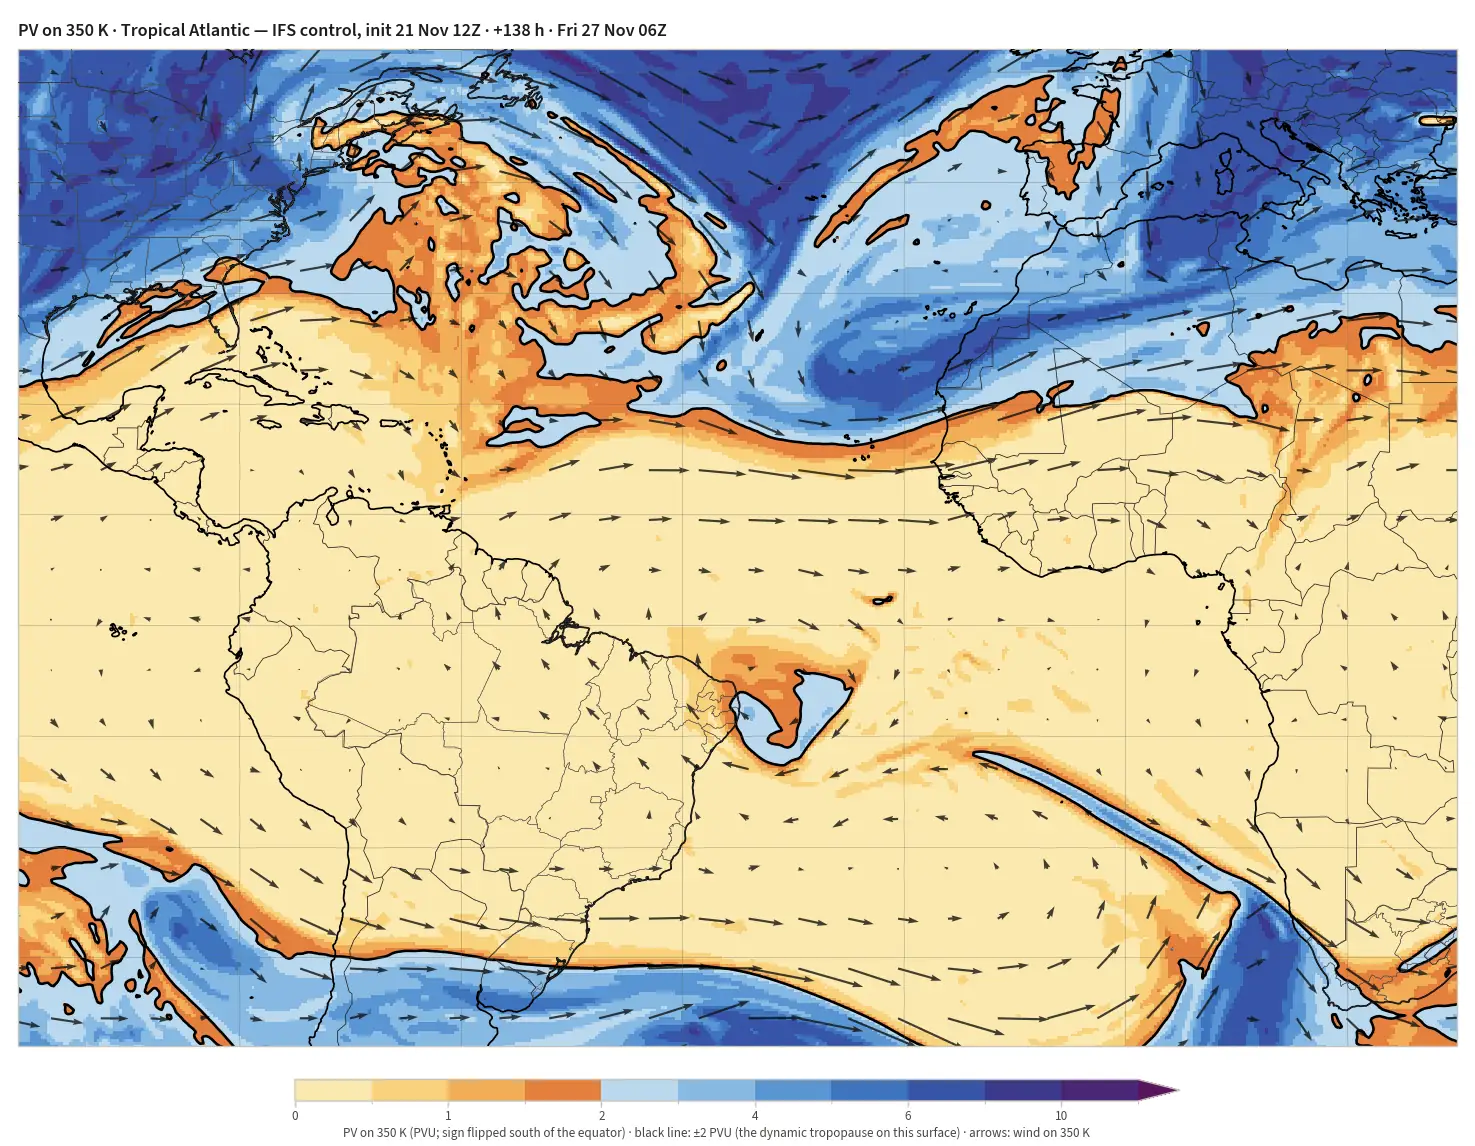 PV on 350 K · Tropical Atlantic — IFS control, init 21 Nov 12Z · +138 h · Fri 27 Nov 06Z
0 1 2 4 6 10
PV on 350 K (PVU; sign flipped south of the equator) · black line: ±2 PVU (the dynamic tropopause on this surface) · arrows: wind on 350 K